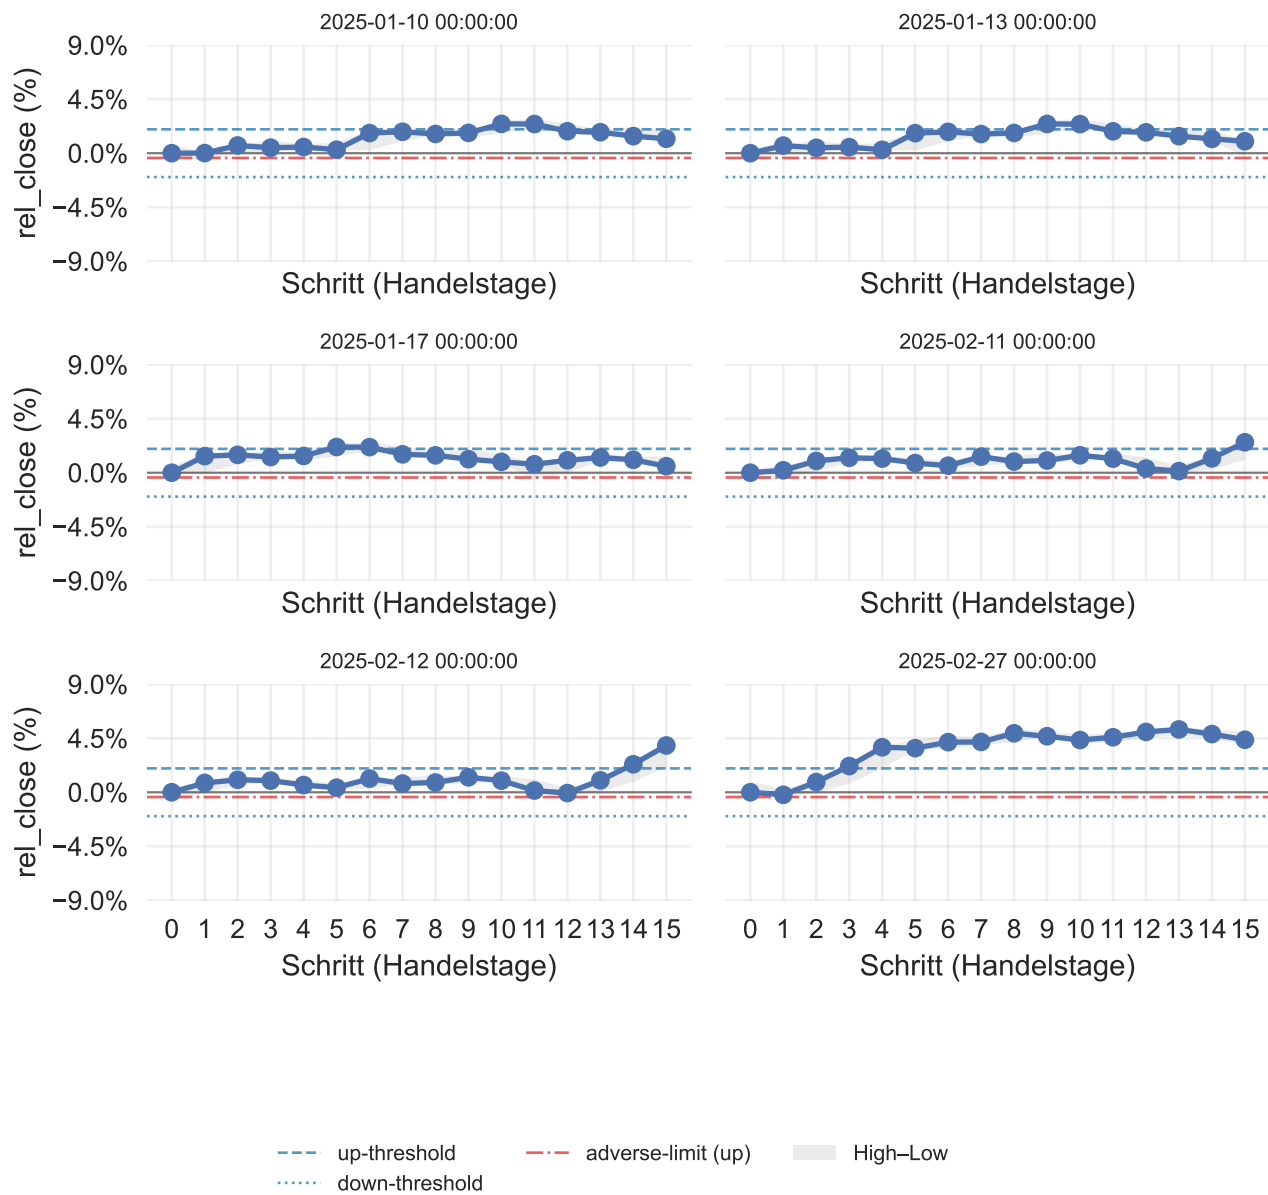 2025-01-10 00:00:00
2025-01-13 00:00:00
9.0%
4.5%
0.0%
−4.5%
−9.0%
rel_close (%)
Schritt (Handelstage)
Schritt (Handelstage)
2025-01-17 00:00:00
2025-02-11 00:00:00
9.0%
4.5%
0.0%
−4.5%
−9.0%
rel_close (%)
Schritt (Handelstage)
Schritt (Handelstage)
2025-02-12 00:00:00
2025-02-27 00:00:00
9.0%
4.5%
0.0%
−4.5%
−9.0%
rel_close (%)
0 1 2 3 4 5 6 7 8 9 10 11 12 13 14 15
0 1 2 3 4 5 6 7 8 9 10 11 12 13 14 15
Schritt (Handelstage)
Schritt (Handelstage)
up-threshold
adverse-limit (up)
High–Low
down-threshold